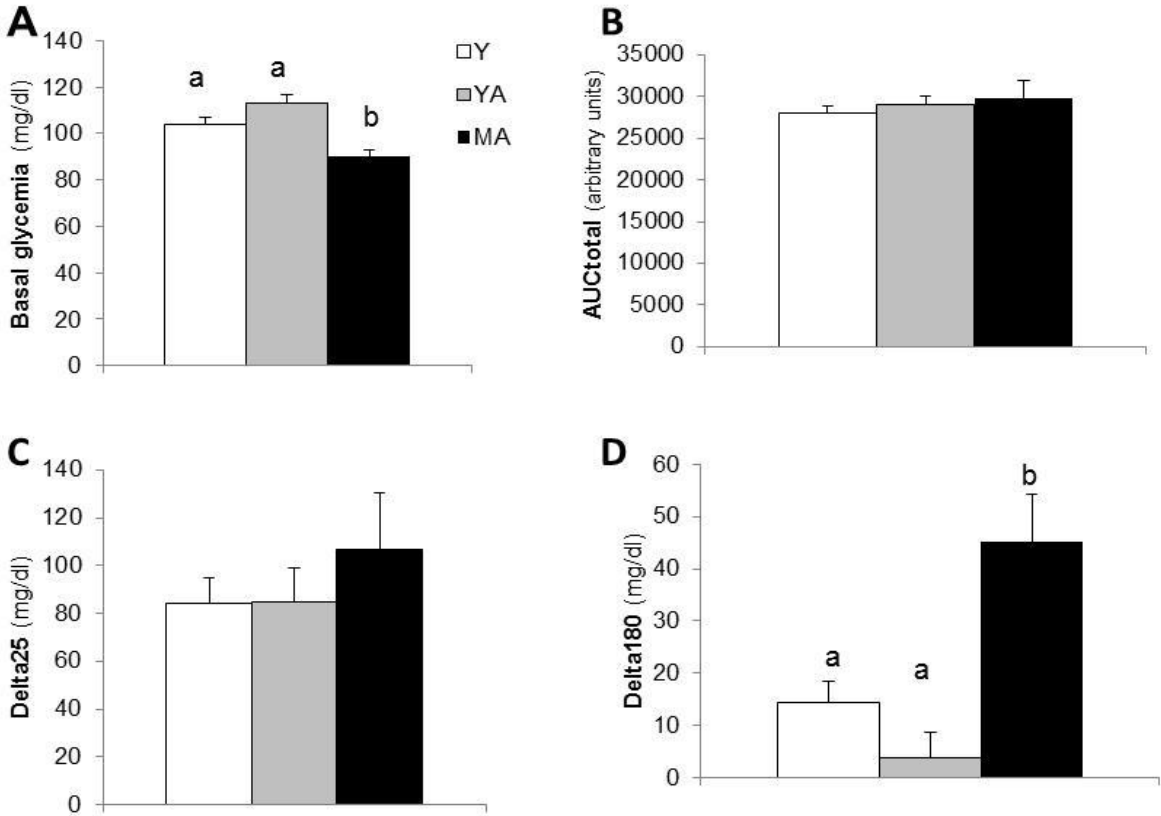 A
140
120
100
80
60
40
20
0
Basal glycemia (mg/dl)
a
a
b
Y
YA
MA
B
35000
30000
25000
20000
15000
10000
5000
0
AUCtotal (arbitrary units)
C
140
120
100
80
60
40
20
0
Delta25 (mg/dl)
D
60
50
40
30
20
10
0
Delta180 (mg/dl)
a
a
b